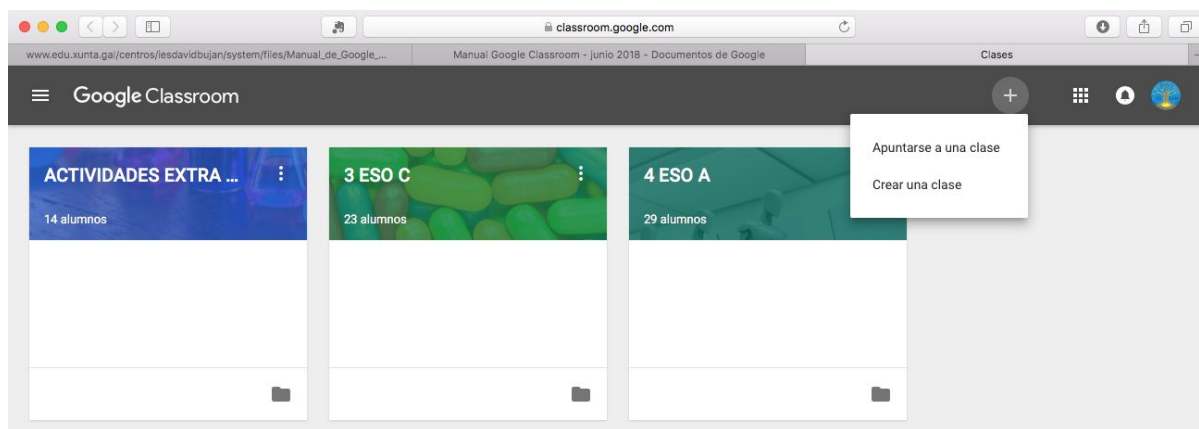 classroom.google.com
www.edu.xunta.gal/centros/iesdavidbujan/system/files/Manual_de_Google_...
Manual Google Classroom - junio 2018 - Documentos de Google
Clases
Google Classroom
Apuntarse a una clase
Crear una clase
ACTIVIDADES EXTRA ...
14 alumnos
3 ESO C
23 alumnos
4 ESO A
29 alumnos